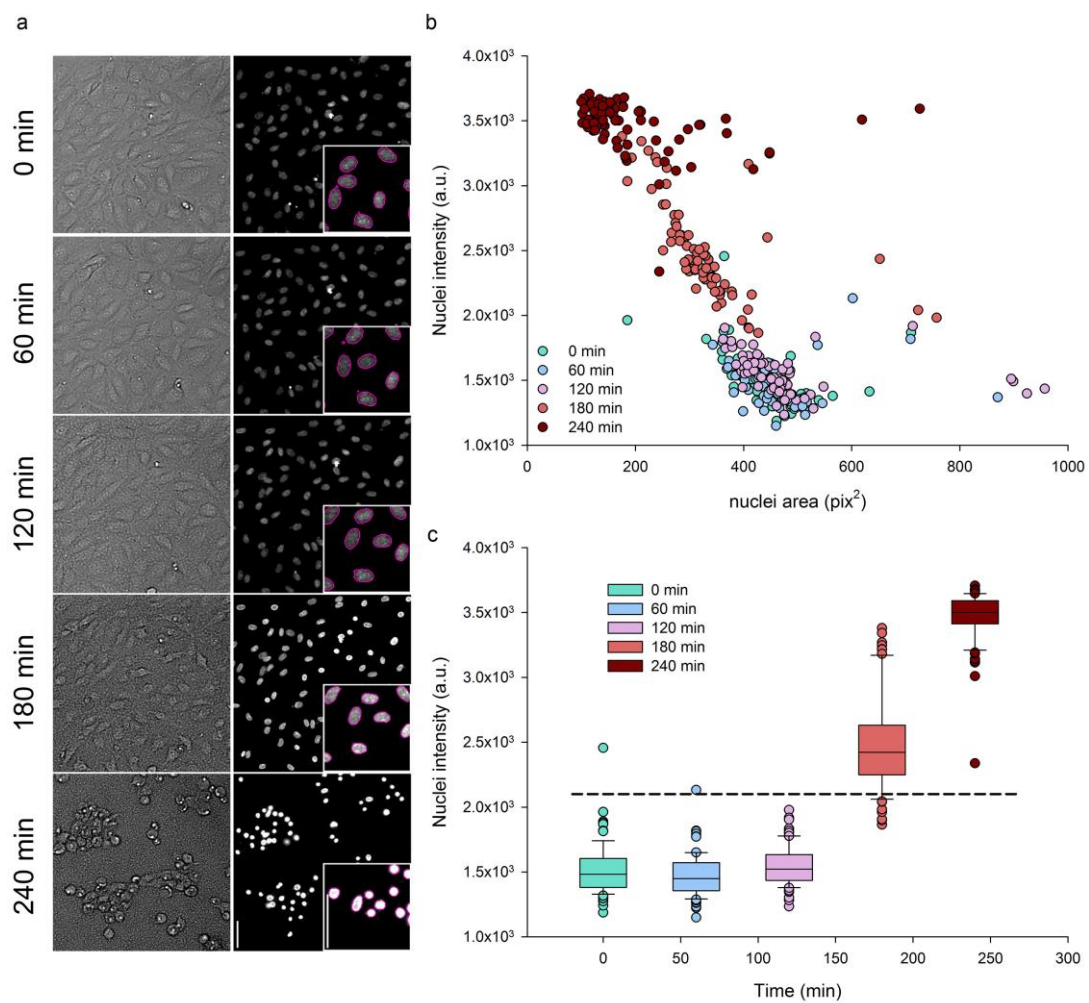 a
0 min
60 min
120 min
180 min
240 min
b
4.0x10³
3.5x10³
3.0x10³
2.5x10³
2.0x10³
1.5x10³
1.0x10³
Nuclei intensity (a.u.)
0 min
60 min
120 min
180 min
240 min
0 200 400 600 800 1000
nuclei area (pix²)
c
4.0x10³
3.5x10³
3.0x10³
2.5x10³
2.0x10³
1.5x10³
1.0x10³
Nuclei intensity (a.u.)
0 min
60 min
120 min
180 min
240 min
0 50 100 150 200 250 300
Time (min)